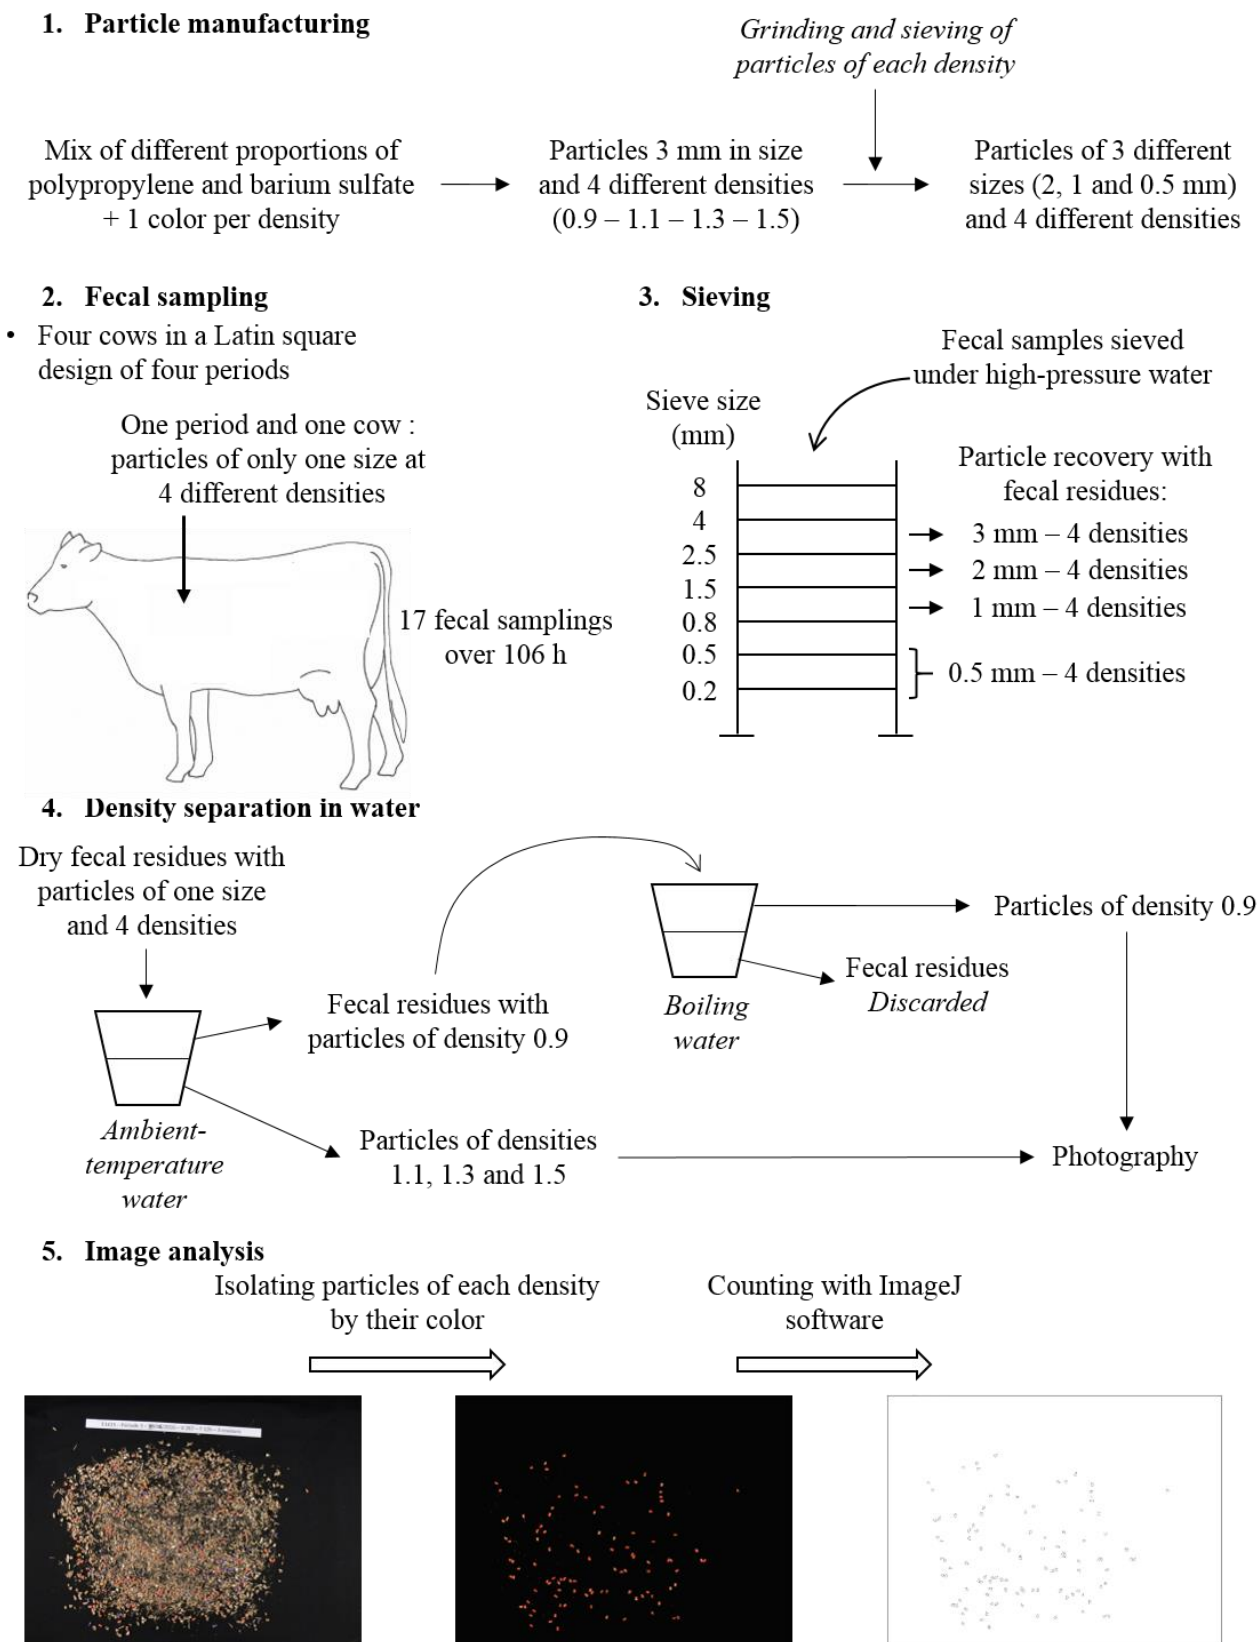 1. Particle manufacturing
Grinding and sieving of
particles of each density
Mix of different proportions of
polypropylene and barium sulfate
+ 1 color per density
Particles 3 mm in size
and 4 different densities
(0.9 – 1.1 – 1.3 – 1.5)
Particles of 3 different
sizes (2, 1 and 0.5 mm)
and 4 different densities
2. Fecal sampling
• Four cows in a Latin square
design of four periods
One period and one cow :
particles of only one size at
4 different densities
17 fecal samplings
over 106 h
3. Sieving
Fecal samples sieved
under high-pressure water
Sieve size
(mm)
8
4
2.5
1.5
0.8
0.5
0.2
Particle recovery with
fecal residues:
3 mm – 4 densities
2 mm – 4 densities
1 mm – 4 densities
0.5 mm – 4 densities
4. Density separation in water
Dry fecal residues with
particles of one size
and 4 densities
Ambient-
temperature
water
Fecal residues with
particles of density 0.9
Particles of densities
1.1, 1.3 and 1.5
Boiling
water
Particles of density 0.9
Fecal residues
Discarded
Photography
5. Image analysis
Isolating particles of each density
by their color
Counting with ImageJ
software